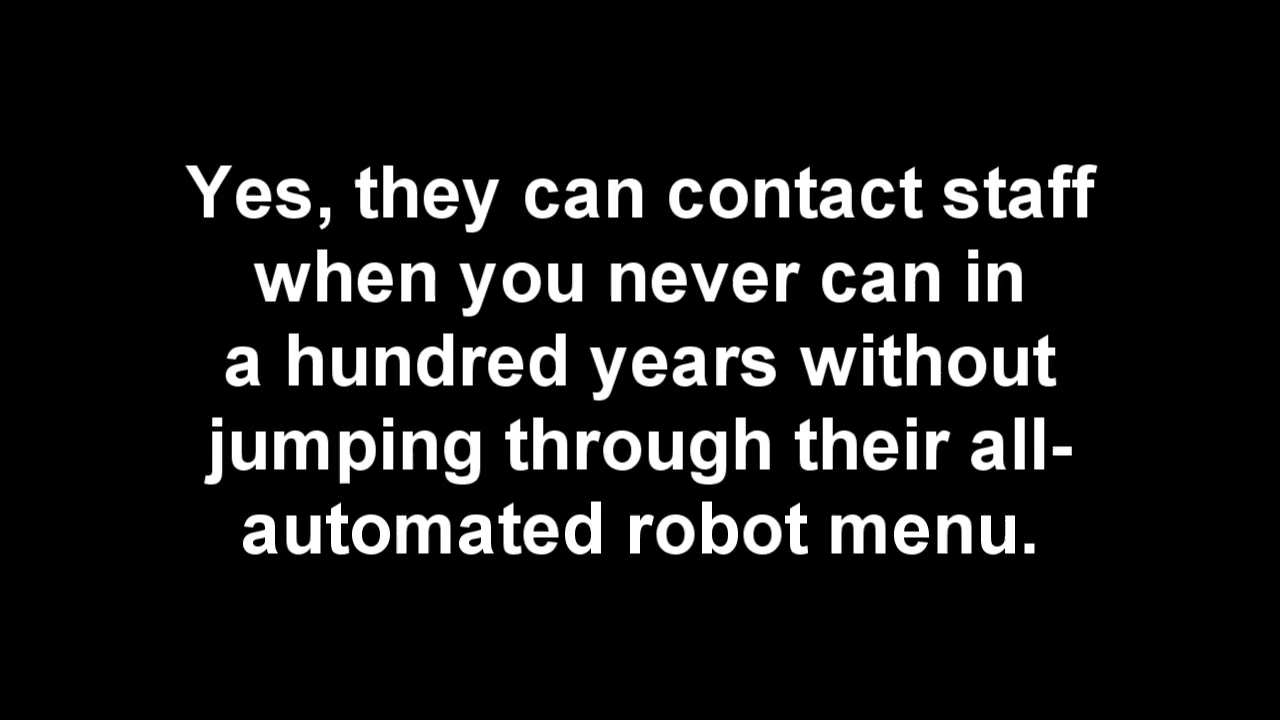 Yes, they can contact staff
when you never can in
a hundred years without
jumping through their all-
automated robot menu.